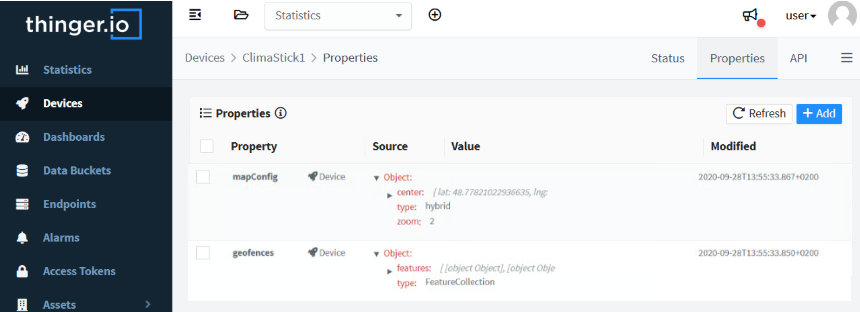 thinger.io
Statistics
user
Statistics
Devices
Dashboards
Data Buckets
Endpoints
Alarms
Access Tokens
Assets
Devices > ClimaStick1 > Properties
Status
Properties
API
Properties
Refresh
+ Add
Property Source Value Modified
mapConfig Device Object: 2020-09-28T13:55:33.867+0200
center: { lat: 48.77821022936635, lng:
type: hybrid
zoom: 2
geofences Device Object: 2020-09-28T13:55:33.850+0200
features: [ [object Object], [object Obje
type: FeatureCollection